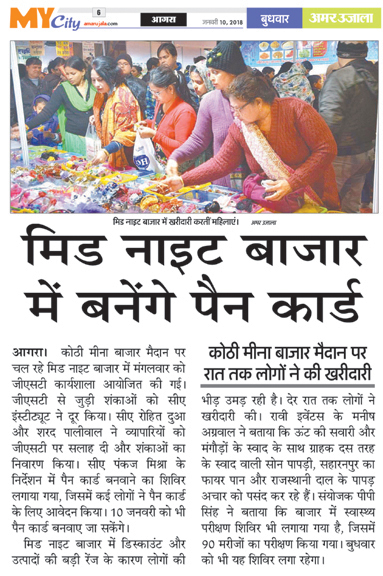 MY City amarujala.com
6
आगरा
जनवरी 10, 2018
बुधवार
अमर उजाला
मिड नाइट बाजार में खरीदारी करतीं महिलाएं। अमर उजाला
मिड नाइट बाजार
में बनेंगे पैन कार्ड
आगरा। कोठी मीना बाजार मैदान पर
चल रहे मिड नाइट बाजार में मंगलवार को
जीएसटी कार्यशाला आयोजित की गई।
जीएसटी से जुड़ी शंकाओं को सीए
इंस्टीट्यूट ने दूर किया। सीए रोहित दुआ
और शरद पालीवाल ने व्यापारियों को
जीएसटी पर सलाह दी और शंकाओं का
निवारण किया। सीए पंकज मिश्रा के
निर्देशन में पैन कार्ड बनवाने का शिविर
लगाया गया, जिसमें कई लोगों ने पैन कार्ड
के लिए आवेदन किया। 10 जनवरी को भी
पैन कार्ड बनवाए जा सकेंगे।
मिड नाइट बाजार में डिस्काउंट और
उत्पादों की बड़ी रेंज के कारण लोगों की
कोठी मीना बाजार मैदान पर
रात तक लोगों ने की खरीदारी
भीड़ उमड़ रही है। देर रात तक लोगों ने
खरीदारी की। रावी इवेंटस के मनीष
अग्रवाल ने बताया कि ऊंट की सवारी और
मंगौड़ों के स्वाद के साथ ग्राहक दस तरह
के स्वाद वाली सोन पापड़ी, सहारनपुर का
फायर पान और राजस्थानी दाल के पापड़
अचार को पसंद कर रहे हैं। संयोजक पीपी
सिंह ने बताया कि बाजार में स्वास्थ्य
परीक्षण शिविर भी लगाया गया है, जिसमें
90 मरीजों का परीक्षण किया गया। बुधवार
को भी यह शिविर लगा रहेगा।